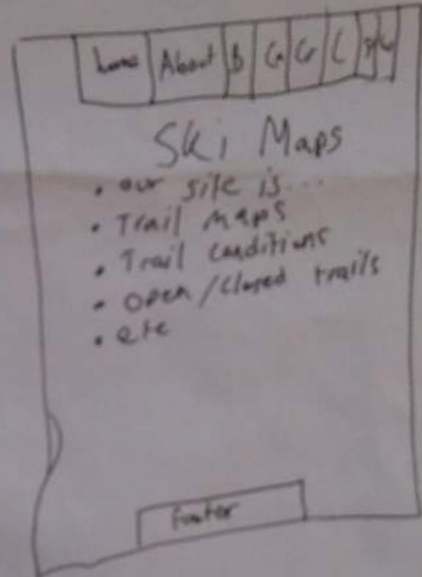 home About B
Ski Maps
• our site is...
• Trail Maps
• Trail Conditions
• open/closed trails
• etc
footer